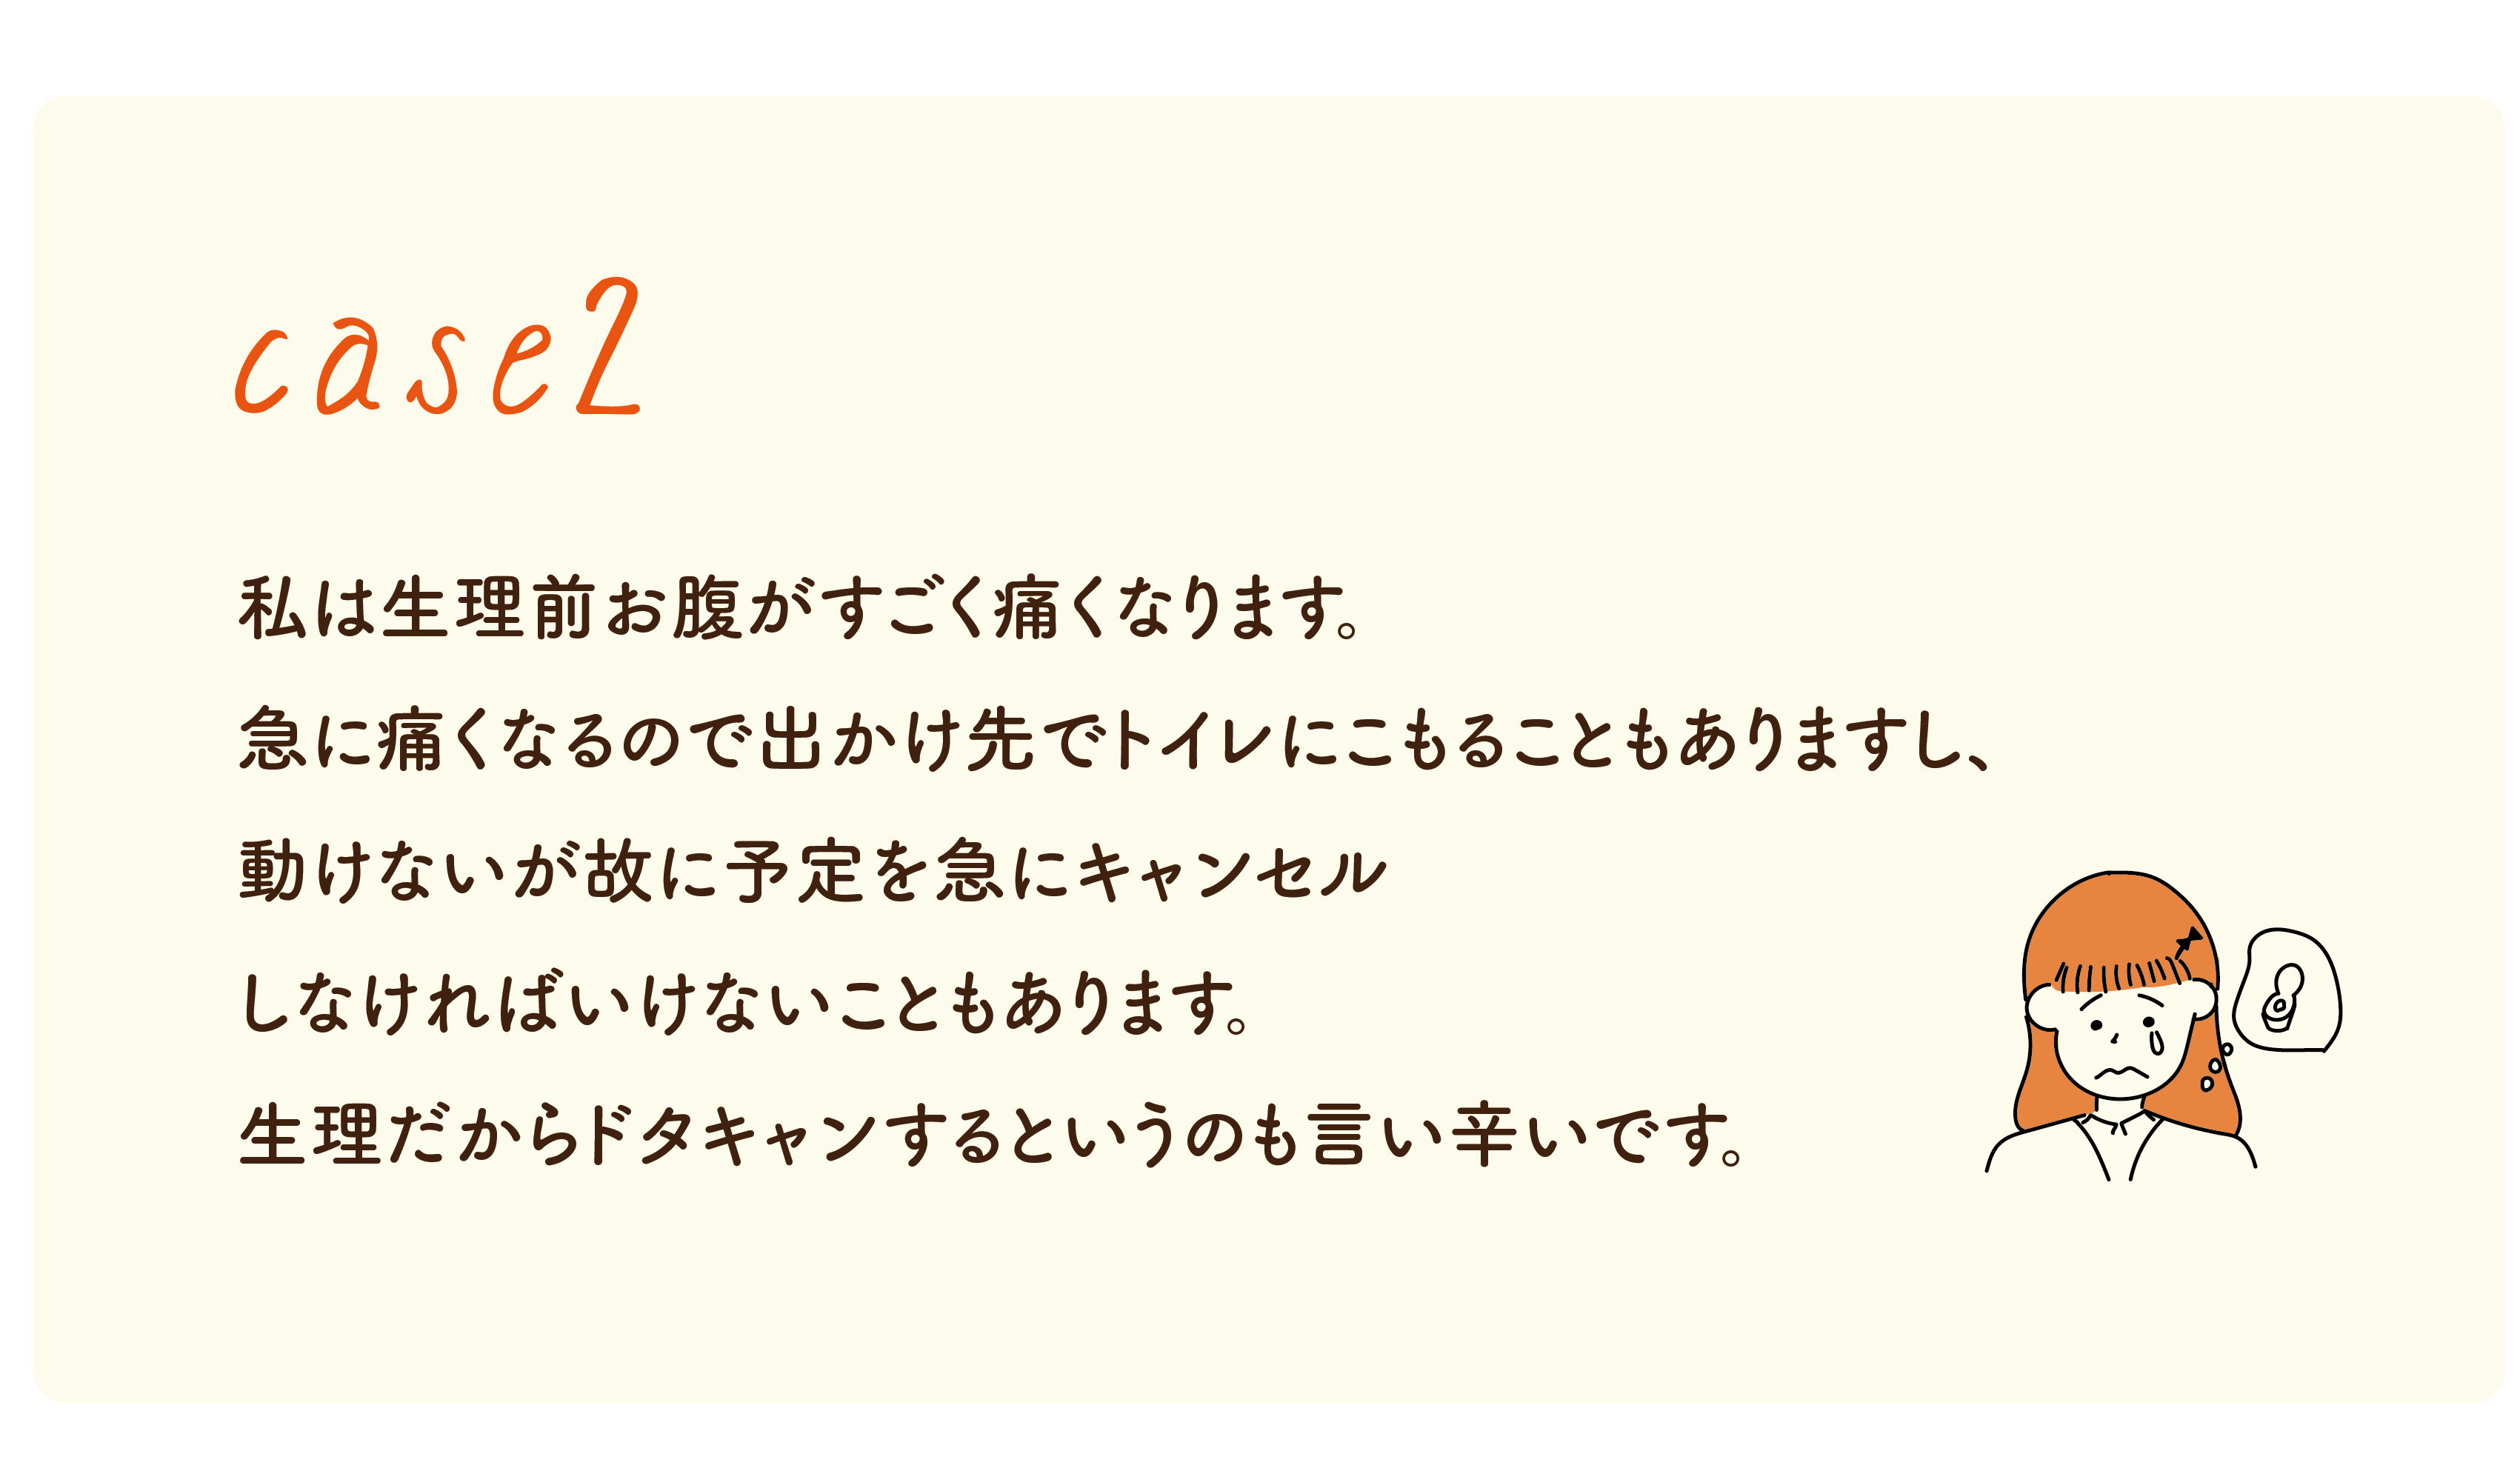 case2
私は生理前お腹がすごく痛くなります。
急に痛くなるので出かけ先でトイレにこもることもありますし、
動けないが故に予定を急にキャンセル
しなければいけないこともあります。
生理だからドタキャンするというのも言い辛いです。